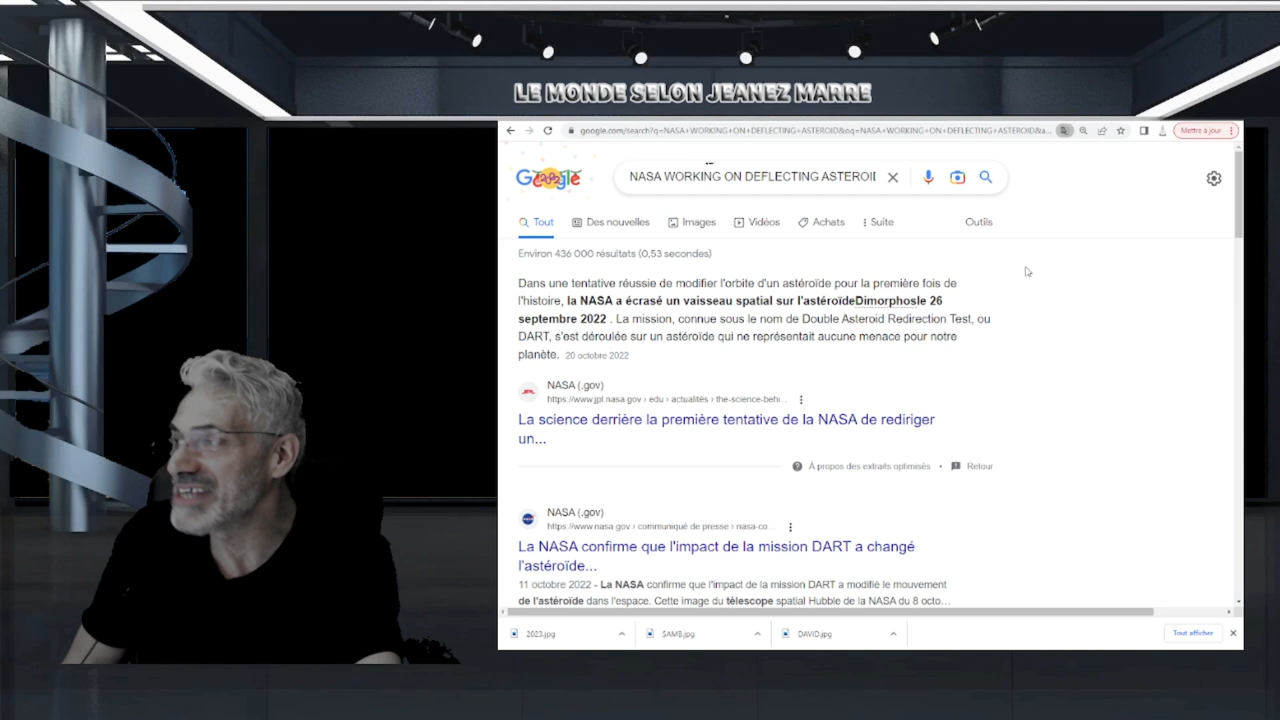 LE MONDE SELON JEANEZ MARRE
google.com/search?q=NASA+WORKING+ON+DEFLECTING+ASTEROID&oq=NASA+WORKING+ON+DEFLECTING+ASTEROID&a...
Mettre à jour
Google
NASA WORKING ON DEFLECTING ASTEROII
Tout Des nouvelles Images Vidéos Achats Suite Outils
Environ 436 000 résultats (0,53 secondes)
Dans une tentative réussie de modifier l'orbite d'un astéroïde pour la première fois de
l'histoire, la NASA a écrasé un vaisseau spatial sur l'astéroïdeDimorphosle 26
septembre 2022 . La mission, connue sous le nom de Double Asteroid Redirection Test, ou
DART, s'est déroulée sur un astéroïde qui ne représentait aucune menace pour notre
planète. 20 octobre 2022
JPL
NASA (.gov)
https://www.jpl.nasa.gov › edu › actualités › the-science-behi...
La science derrière la première tentative de la NASA de rediriger
un...
À propos des extraits optimisés • Retour
NASA (.gov)
https://www.nasa.gov › communiqué de presse › nasa-co...
La NASA confirme que l'impact de la mission DART a changé
l'astéroïde...
11 octobre 2022 - La NASA confirme que l'impact de la mission DART a modifié le mouvement
de l'astéroïde dans l'espace. Cette image du télescope spatial Hubble de la NASA du 8 octo...
2023.jpg SAMB.jpg DAVID.jpg Tout afficher